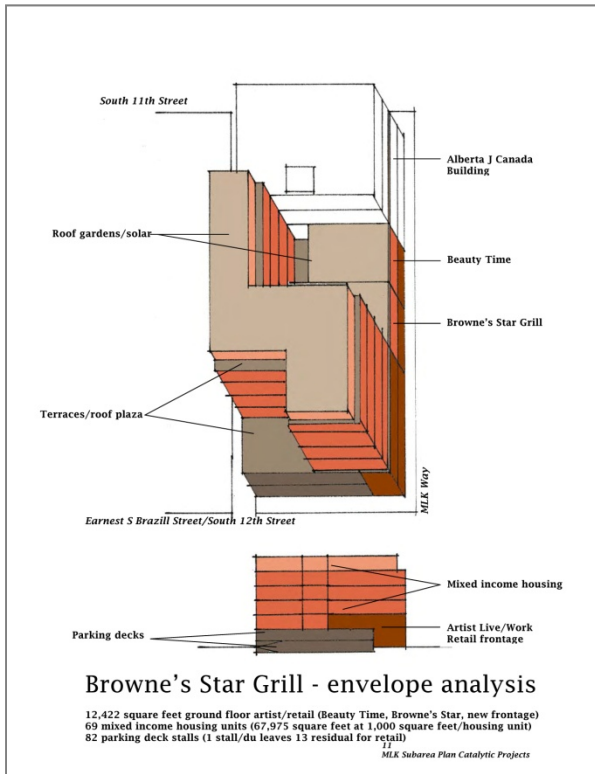 South 11th Street
Alberta J Canada
Building
Roof gardens/solar
Beauty Time
Browne's Star Grill
Terraces/roof plaza
MLK Way
Earnest S Brazill Street/South 12th Street
Mixed income housing
Artist Live/Work
Retail frontage
Parking decks
Browne's Star Grill - envelope analysis
12,422 square feet ground floor artist/retail (Beauty Time, Browne's Star, new frontage)
69 mixed income housing units (67,975 square feet at 1,000 square feet/housing unit)
82 parking deck stalls (1 stall/du leaves 13 residual for retail)
11
MLK Subarea Plan Catalytic Projects